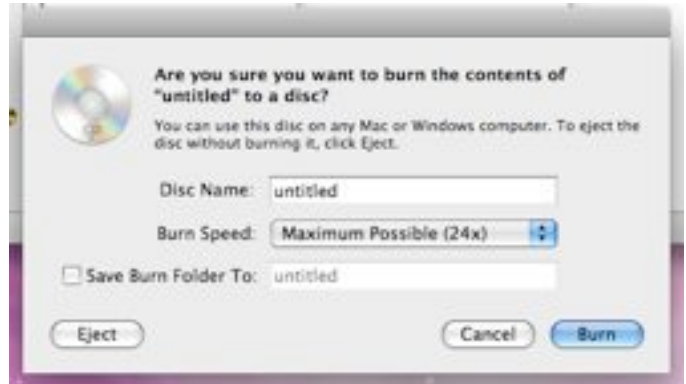 Are you sure you want to burn the contents of
"untitled" to a disc?
You can use this disc on any Mac or Windows computer. To eject the
disc without burning it, click Eject.
Disc Name: untitled
Burn Speed: Maximum Possible (24x)
Save Burn Folder To: untitled
Eject Cancel Burn